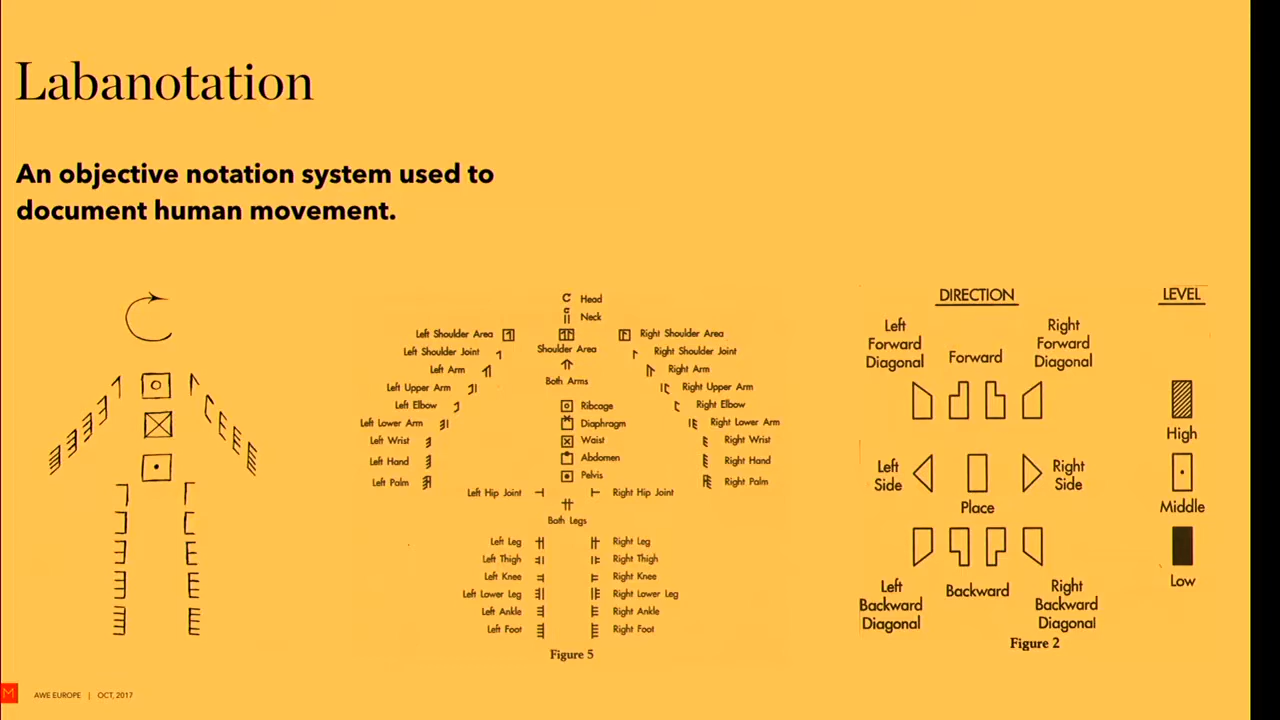 Labanotation
An objective notation system used to
document human movement.
Head
Neck
Left Shoulder Area
Right Shoulder Area
Shoulder Area
Left Shoulder Joint
Right Shoulder Joint
Left Arm
Right Arm
Both Arms
Left Upper Arm
Right Upper Arm
Left Elbow
Ribcage
Right Elbow
Left Lower Arm
Diaphragm
Right Lower Arm
Left Wrist
Waist
Right Wrist
Left Hand
Abdomen
Right Hand
Left Palm
Pelvis
Right Palm
Left Hip Joint
Right Hip Joint
Both Legs
Left Leg
Right Leg
Left Thigh
Right Thigh
Left Knee
Right Knee
Left Lower Leg
Right Lower Leg
Left Ankle
Right Ankle
Left Foot
Right Foot
Figure 5
DIRECTION
Left
Forward
Diagonal
Forward
Right
Forward
Diagonal
Left
Side
Place
Right
Side
Left
Backward
Diagonal
Backward
Right
Backward
Diagonal
Figure 2
LEVEL
High
Middle
Low
M
AWE EUROPE | OCT, 2017